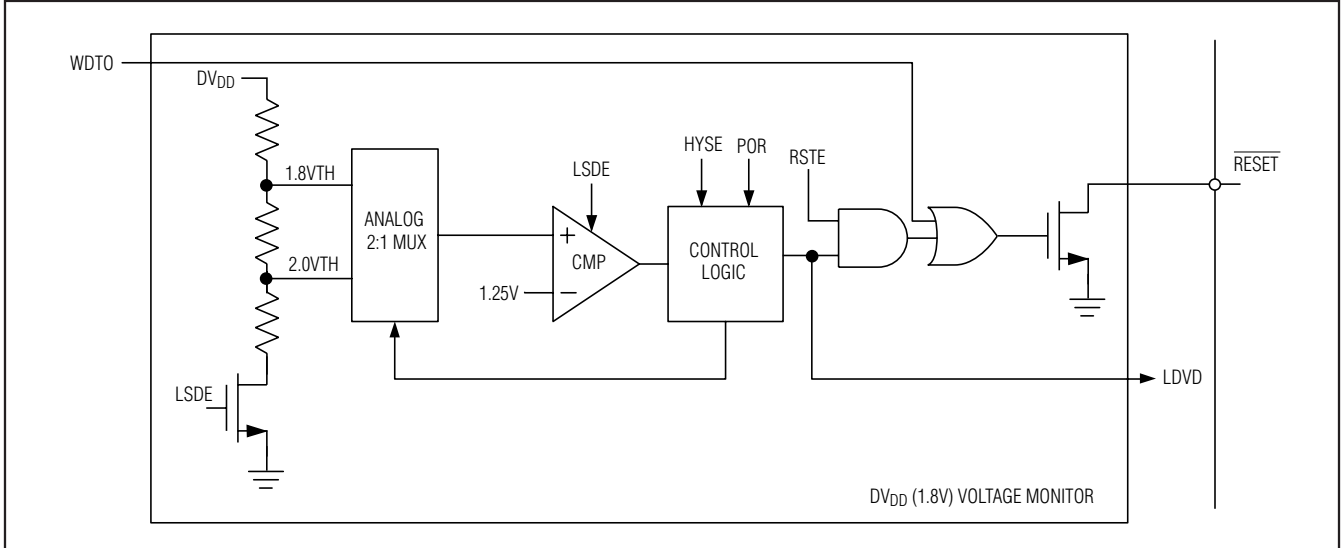 WDTO
DVDD
1.8VTH
2.0VTH
LSDE
ANALOG
2:1 MUX
LSDE
+
CMP
1.25V
−
HYSE
POR
CONTROL
LOGIC
RSTE
RESET
LDVD
DVDD (1.8V) VOLTAGE MONITOR